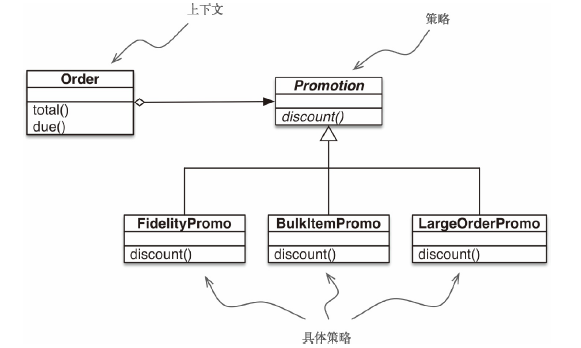 上下文
策略
Order
total()
due()
Promotion
discount()
FidelityPromo
discount()
BulkItemPromo
discount()
LargeOrderPromo
discount()
具体策略